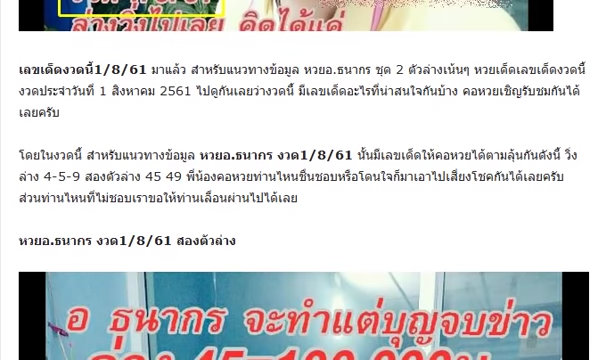 ล่างวิ่งไปเลย คิดได้แค่
เลขเด็ดงวดนี้1/8/61 มาแล้ว สำหรับแนวทางข้อมูล หวยอ.ธนากร ชุด 2 ตัวล่างเน้นๆ หวยเด็ดเลขเด็ดงวดนี้
งวดประจำวันที่ 1 สิงหาคม 2561 ไปดูกันเลยว่างวดนี้ มีเลขเด็ดอะไรที่น่าสนใจกันบ้าง คอหวยเชิญรับชมกันได้
เลยครับ
โดยในงวดนี้ สำหรับแนวทางข้อมูล หวยอ.ธนากร งวด1/8/61 นั้นมีเลขเด็ดให้คอหวยได้ตามลุ้นกันดังนี้ วิ่ง
ล่าง 4-5-9 สองตัวล่าง 45 49 พี่น้องคอหวยท่านไหนชื่นชอบหรือโดนใจก็มาเอาไปเสี่ยงโชคกันได้เลยครับ
ส่วนท่านไหนที่ไม่ชอบเราขอให้ท่านเลื่อนผ่านไปได้เลย
หวยอ.ธนากร งวด1/8/61 สองตัวล่าง
อ ธนากร จะทำแต่บุญจบข่าว
ล่าง 45=100,000บ